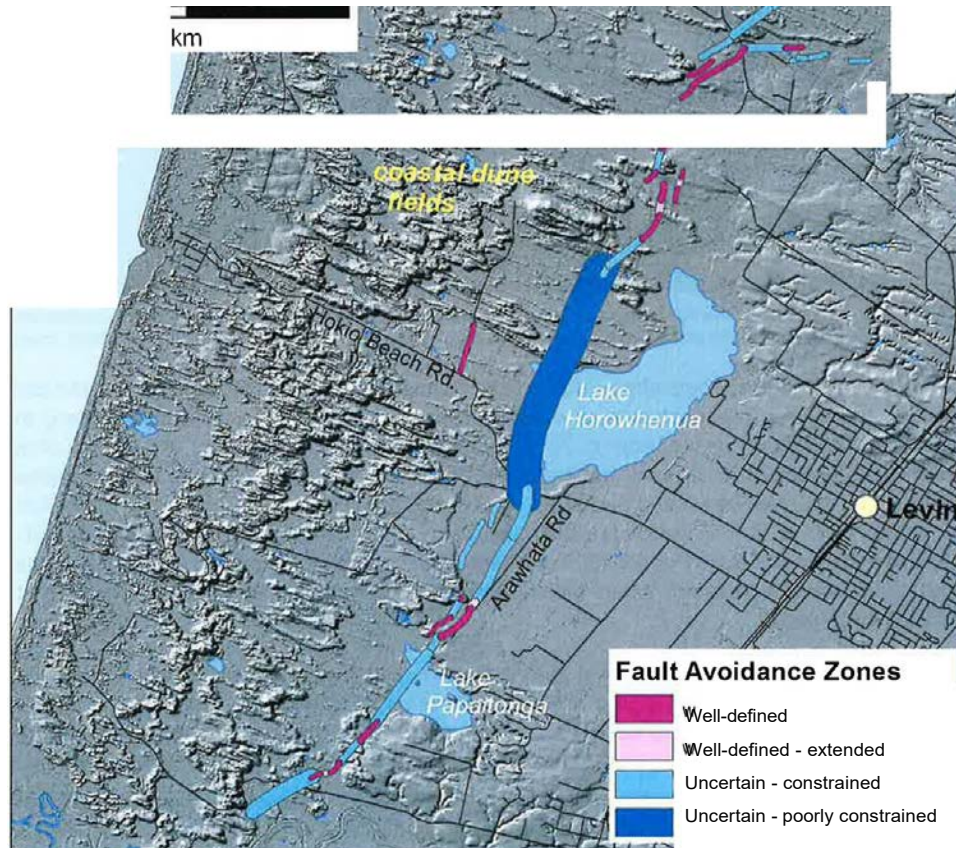 km
coastal dune
fields
Hokio Beach Rd.
Lake
Horowhenua
Levin
Arawhata Rd
Lake
Papaitonga
Fault Avoidance Zones
Well-defined
Well-defined - extended
Uncertain - constrained
Uncertain - poorly constrained